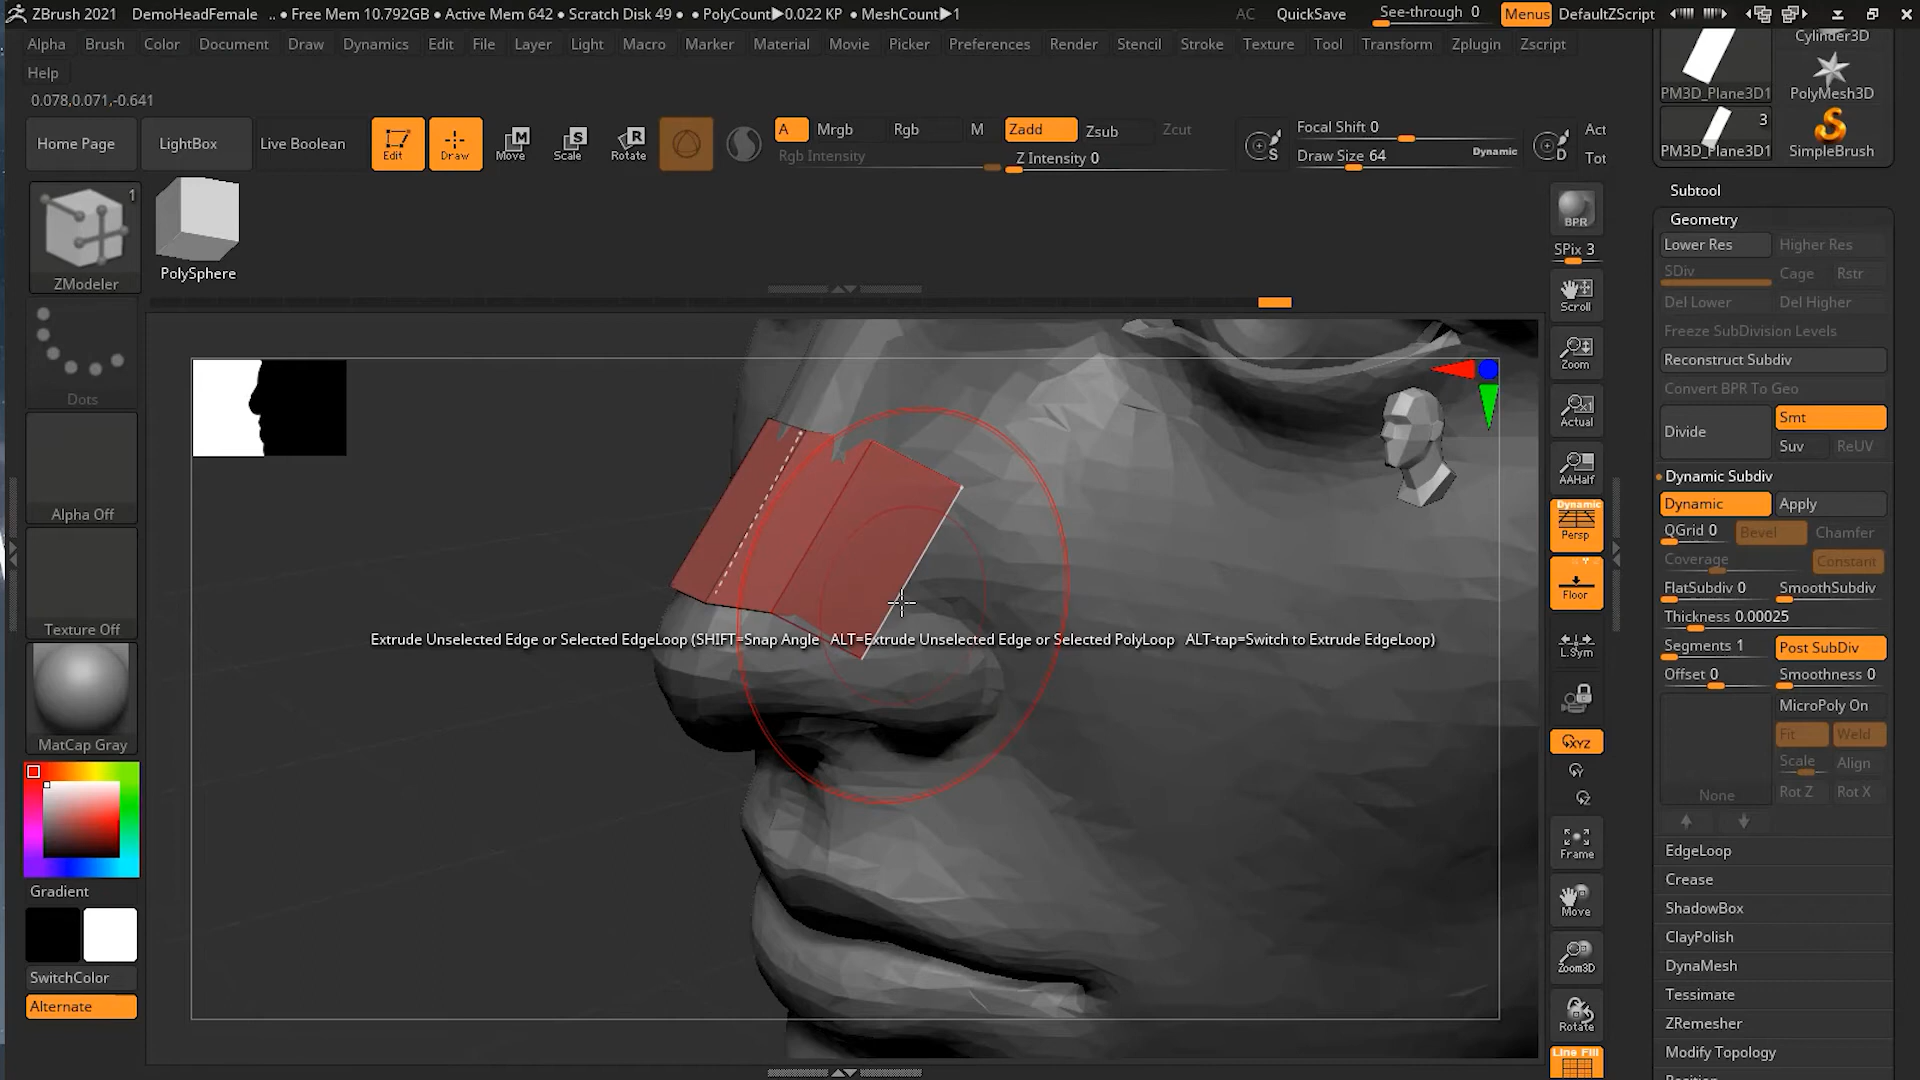 ZBrush 2021 DemoHeadFemale .. ● Free Mem 10.792GB ● Active Mem 642 ● Scratch Disk 49 ● ● PolyCount▶0.022 KP ● MeshCount▶1 AC QuickSave See-through 0 Menus DefaultZScript
Alpha Brush Color Document Draw Dynamics Edit File Layer Light Macro Marker Material Movie Picker Preferences Render Stencil Stroke Texture Tool Transform Zplugin Zscript
Help
0.078,0.071,-0.641
Home Page LightBox Live Boolean Edit Draw Move Scale Rotate A Mrgb Rgb M Zadd Zsub Zcut Focal Shift 0 Act
Rgb Intensity Z Intensity 0 S Draw Size 64 Dynamic D Tot
1
ZModeler
PolySphere
Dots
Alpha Off
Texture Off
MatCap Gray
Gradient
SwitchColor
Alternate
Extrude Unselected Edge or Selected EdgeLoop (SHIFT=Snap Angle ALT=Extrude Unselected Edge or Selected PolyLoop ALT-tap=Switch to Extrude EdgeLoop)
BPR
SPix 3
Scroll
Zoom
Actual
AAHalf
Dynamic
Persp
Floor
L.Sym
XYZ
Y
Z
Frame
Move
Zoom3D
Rotate
Line Fill
Cylinder3D
PM3D_Plane3D1 PolyMesh3D
3
PM3D_Plane3D1 SimpleBrush
Subtool
Geometry
Lower Res Higher Res
SDiv Cage Rstr
Del Lower Del Higher
Freeze SubDivision Levels
Reconstruct Subdiv
Convert BPR To Geo
Divide Smt
Suv ReUV
Dynamic Subdiv
Dynamic Apply
QGrid 0 Bevel Chamfer
Coverage Constant
FlatSubdiv 0 SmoothSubdiv
Thickness 0.00025
Segments 1 Post SubDiv
Offset 0 Smoothness 0
MicroPoly On
Fit Weld
Scale Align
None Rot Z Rot X
EdgeLoop
Crease
ShadowBox
ClayPolish
DynaMesh
Tessimate
ZRemesher
Modify Topology